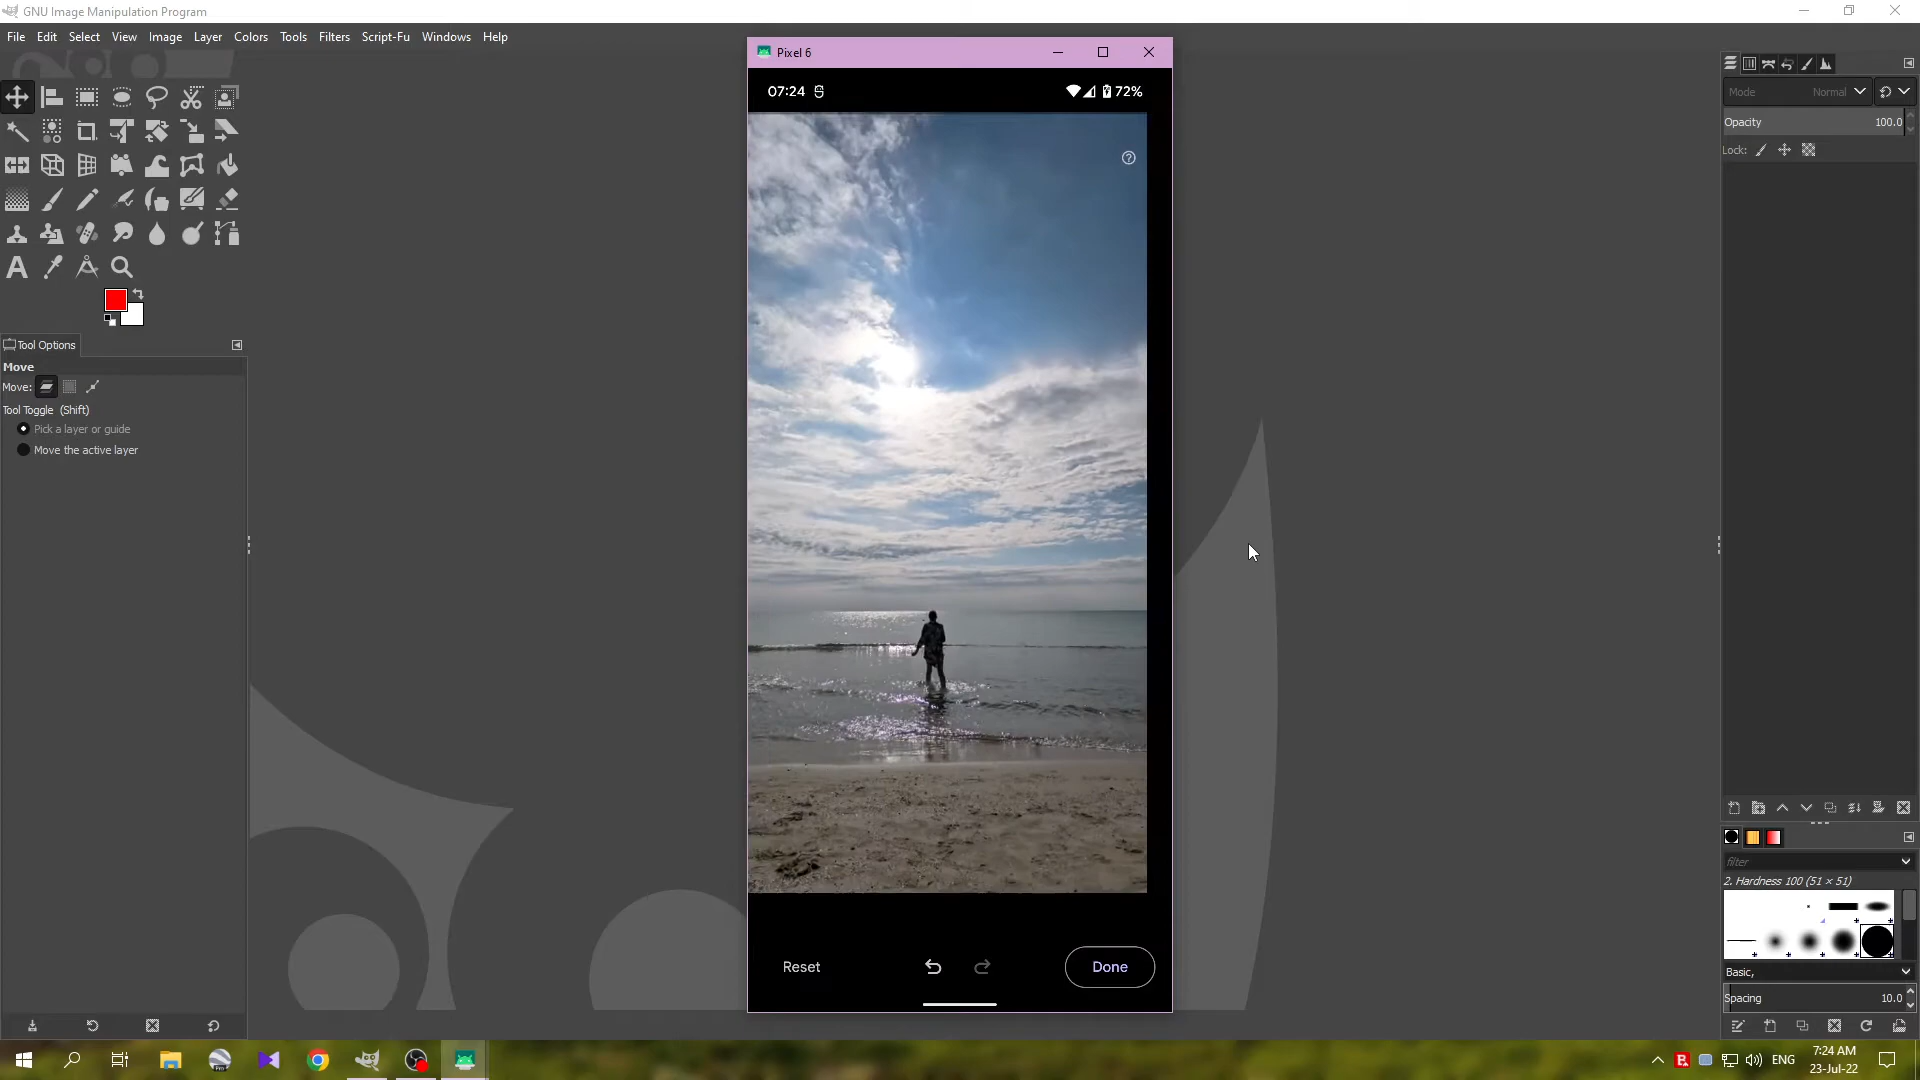 GNU Image Manipulation Program
File Edit Select View Image Layer Colors Tools Filters Script-Fu Windows Help
Pixel 6
07:24
72%
Mode Normal
Opacity 100.0
Lock:
Tool Options
Move
Move:
Tool Toggle (Shift)
Pick a layer or guide
Move the active layer
filter
2. Hardness 100 (51 × 51)
Basic,
Spacing 10.0
Reset
Done
ENG
7:24 AM
23-Jul-22